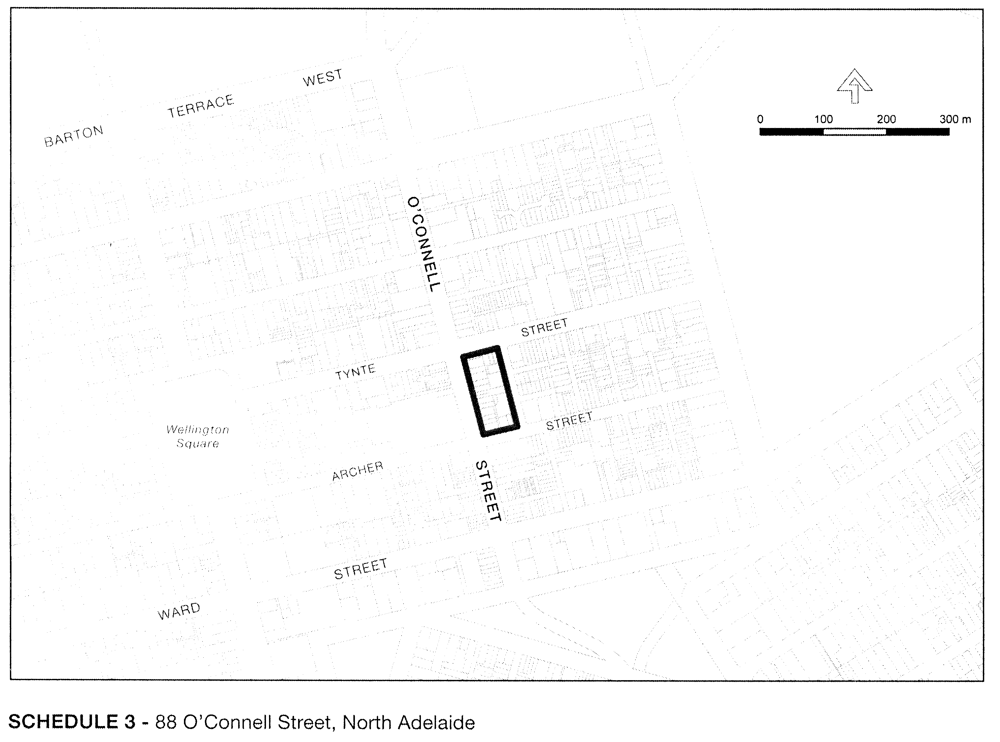 WEST
TERRACE
BARTON
0 100 200 300 m
O'CONNELL
STREET
TYNTE
STREET
Wellington
Square
ARCHER
STREET
STREET
WARD
SCHEDULE 3 - 88 O'Connell Street, North Adelaide